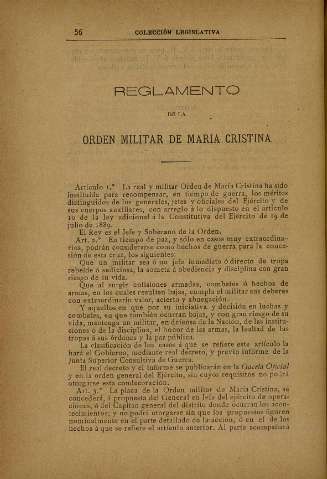 56 COLECCIÓN LEGISLATIVA
REGLAMENTO
DE LA
ORDEN MILITAR DE MARIA CRISTINA
Artículo 1.° La real y militar Orden de María Cristina ha sido
instituída para recompensar, en tiempo de guerra, los méritos
distinguidos de los generales, jefes y oficiales del Ejército y de
sus cuerpos auxiliares, con arreglo á lo dispuesto en el artículo
10 de la ley adicional á la Constitutiva del Ejército de 19 de
julio de 1889.
El Rey es el Jefe y Soberano de la Orden.
Art. 2.° En tiempo de paz, y sólo en casos muy extraordina-
rios, podrán considerarse como hechos de guerra para la conce-
sión de esta cruz, los siguientes:
Que un militar sea ó no jefe inmediato ó directo de tropa
rebelde ó sediciosa, la someta á obediencia y disciplina con gran
riesgo de su vida.
Que al surgir colisiones armadas, combates ó hechos de
armas, en los cuales resultan bajas, cumpla el militar sus deberes
con extraordinario valor, acierto y abnegación.
Y aquellos en que por su iniciativa y decisión en luchas y
combates, en que también ocurran bajas, y con gran riesgo de su
vida, mantenga un militar, en defensa de la Nación, de las institu-
ciones ó de la disciplina, el honor de las armas, la lealtad de las
tropas á sus órdenes y la paz pública.
La clasificación de los casos á que se refiere este artículo la
hará el Gobierno, mediante real decreto, y previo informe de la
Junta Superior Consultiva de Guerra.
El real decreto y el informe se publicarán en la Gaceta Oficial
y en la orden general del Ejército, sin cuyos requisitos no podrá
otorgarse esta condecoración.
Art. 3.° La placa de la Orden militar de María Cristina, se
concederá, á propuesta del General en Jefe del ejército de opera-
ciones, ó del Capitán general del distrito donde ocurran los acon-
tecimientos; y no podrá otorgarse sin que los propuestos figuren
nominalmente en el parte detallado de la acción, ó en el de los
hechos á que se refiere el artículo anterior. Al parte acompañará